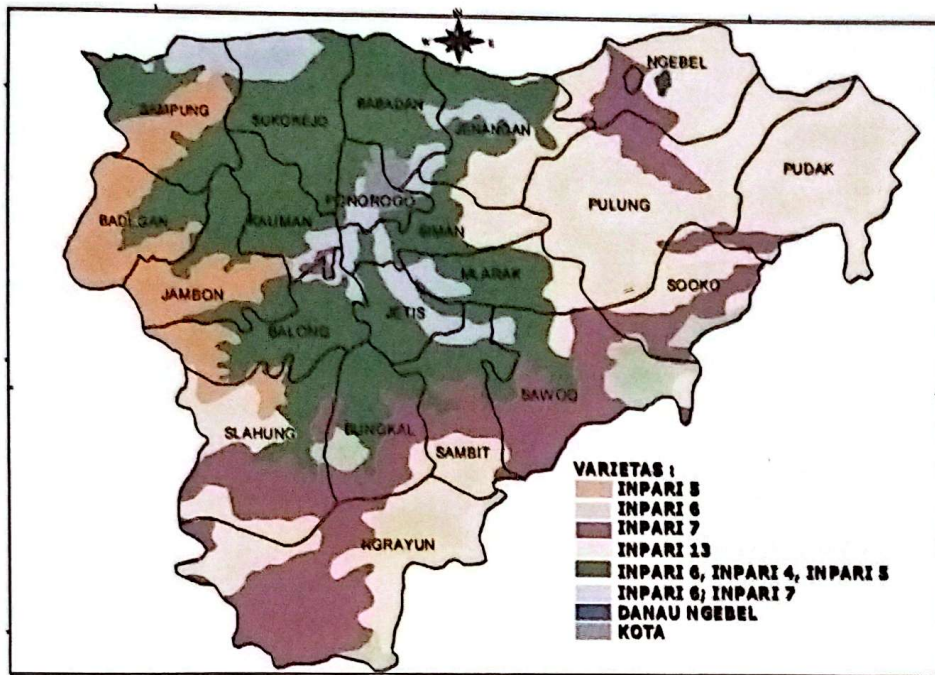 N
W E
NGEBEL
SAMPUNG
BABADAN
SUKOREJO
JENANGAN
PUDAK
PONOROGO
PULUNG
BADEGAN
KAUMAN
SIMAN
MLARAK
SOOKO
JAMBON
JETIS
BALONG
SAWOO
SLAHUNG
BUNGKAL
SAMBIT
NGRAYUN
VARIETAS :
INPARI 5
INPARI 6
INPARI 7
INPARI 13
INPARI 6, INPARI 4, INPARI 5
INPARI 6; INPARI 7
DANAU NGEBEL
KOTA